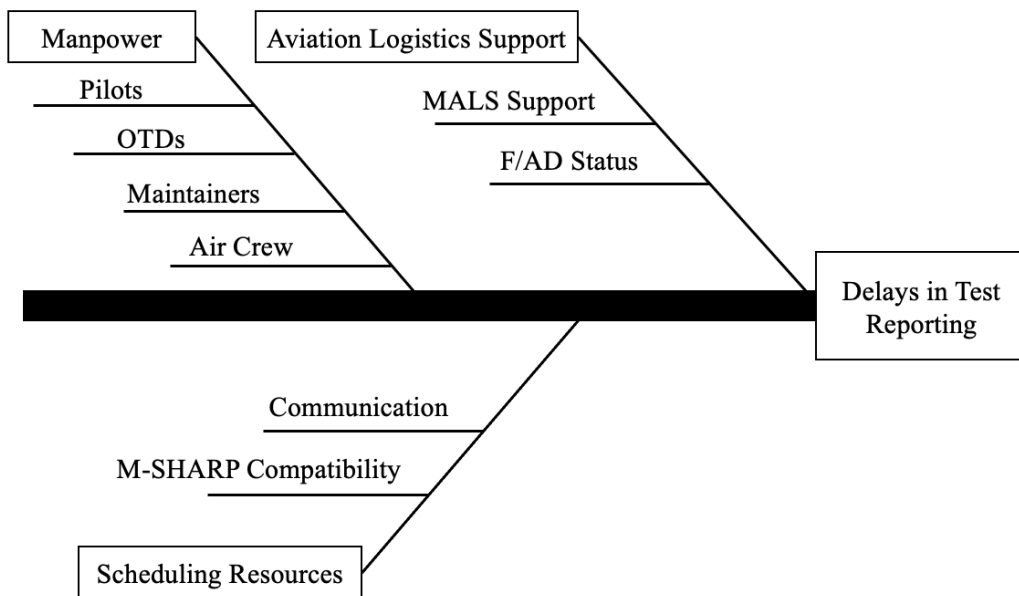 Manpower
Aviation Logistics Support
Pilots
MALS Support
OTDs
F/AD Status
Maintainers
Air Crew
Delays in Test
Reporting
Communication
M-SHARP Compatibility
Scheduling Resources